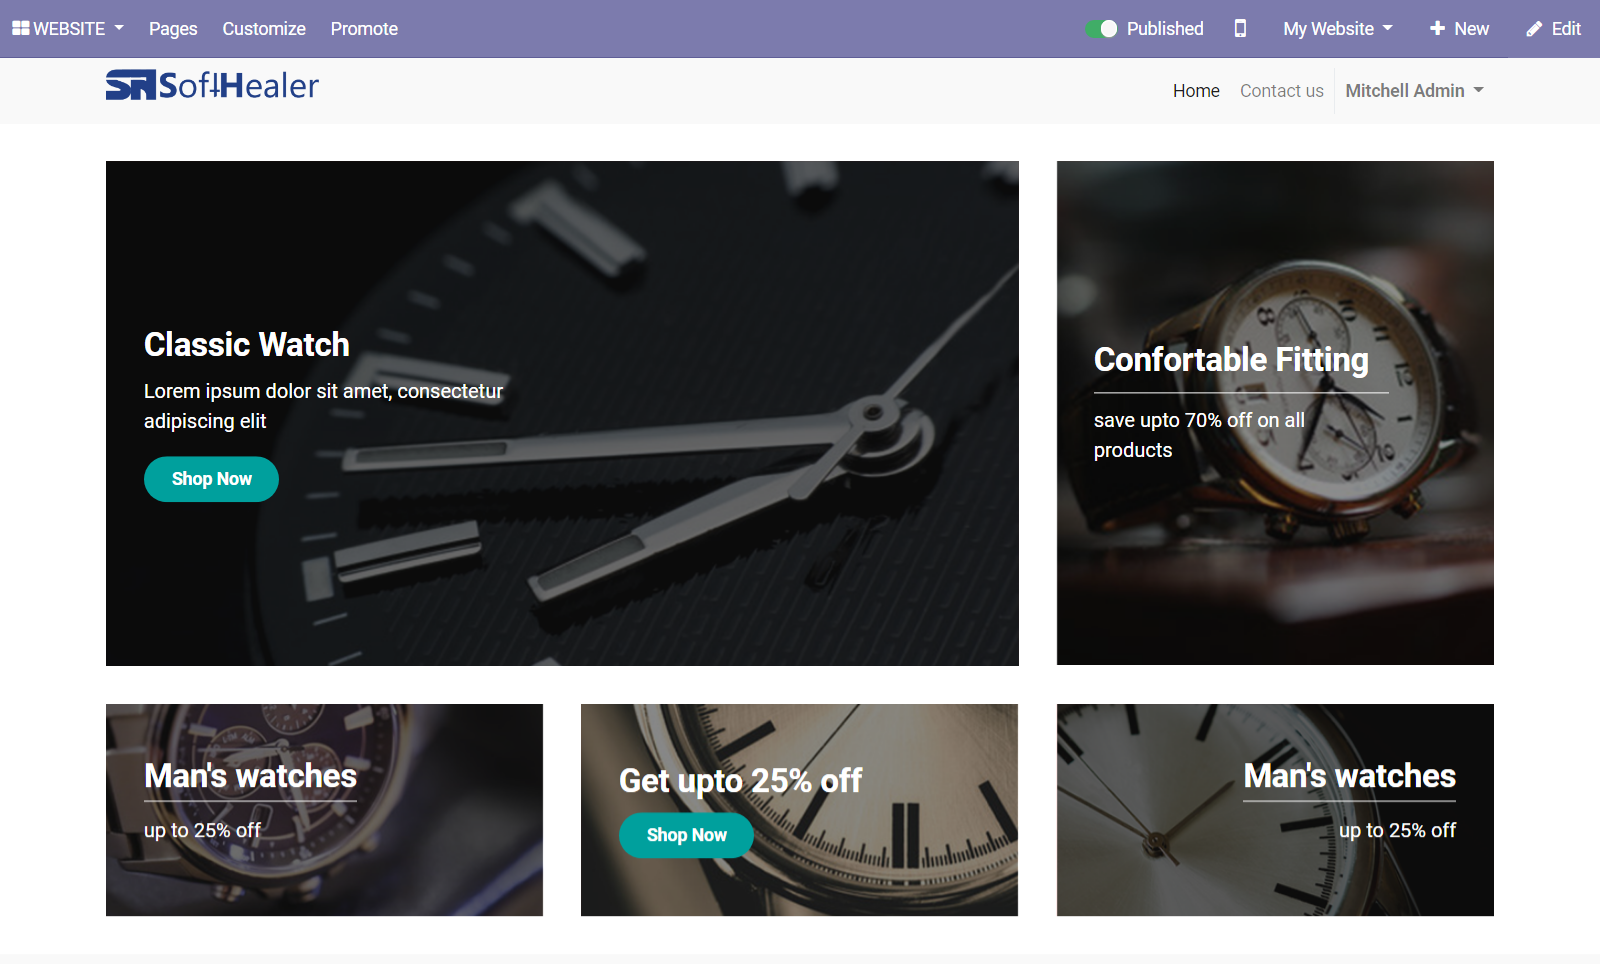 WEBSITE Pages Customize Promote Published My Website New Edit
SoftHealer Home Contact us Mitchell Admin
Classic Watch
Lorem ipsum dolor sit amet, consectetur
adipiscing elit
Shop Now
Confortable Fitting
save upto 70% off on all
products
Man's watches
up to 25% off
Get upto 25% off
Shop Now
Man's watches
up to 25% off